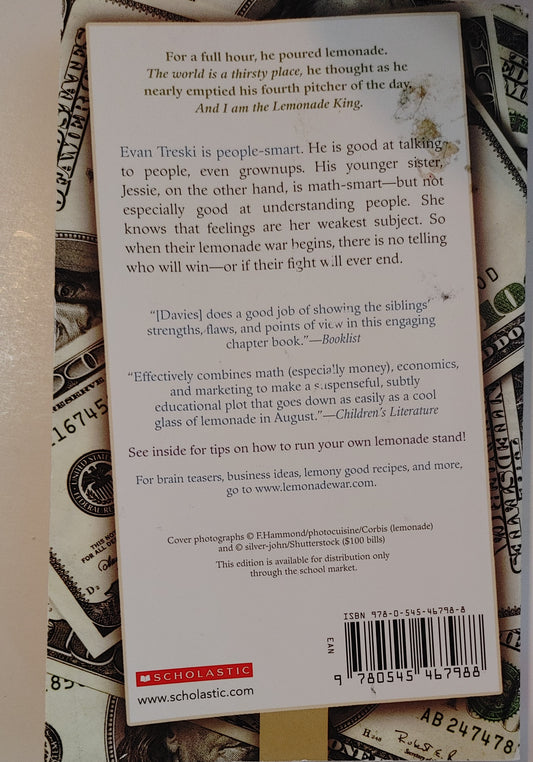 For a full hour, he poured lemonade.
The world is a thirsty place, he thought as he
nearly emptied his fourth pitcher of the day.
And I am the Lemonade King.
Evan Treski is people-smart. He is good at talking
to people, even grownups. His younger sister,
Jessie, on the other hand, is math-smart—but not
especially good at understanding people. She
knows that feelings are her weakest subject. So
when their lemonade war begins, there is no telling
who will win—or if their fight will ever end.
“[Davies] does a good job of showing the siblings’
strengths, flaws, and points of view in this engaging
chapter book.”—Booklist
“Effectively combines math (especially money), economics,
and marketing to make a suspenseful, subtly
educational plot that goes down as easily as a cool
glass of lemonade in August.”—Children's Literature
See inside for tips on how to run your own lemonade stand!
For brain teasers, business ideas, lemony good recipes, and more,
go to www.lemonadewar.com.
Cover photographs © F.Hammond/photocuisine/Corbis (lemonade)
and © silver-john/Shutterstock ($100 bills)
This edition is available for distribution only
through the school market.
ISBN 978-0-545-46798-8
EAN
9 780545 467988
SCHOLASTIC
www.scholastic.com
16745
AB 247478